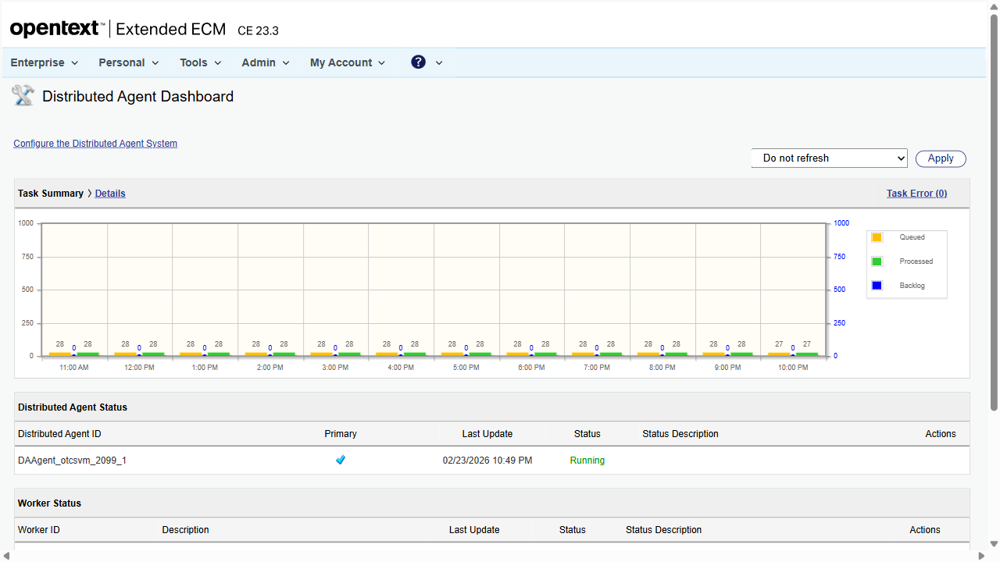 opentext™ | Extended ECM CE 23.3
Enterprise Personal Tools Admin My Account ?
Distributed Agent Dashboard
Configure the Distributed Agent System
Do not refresh Apply
Task Summary › Details Task Error (0)
1000 1000
Queued
750 750
Processed
500 500
Backlog
250 250
28 0 28 28 0 28 28 0 28 28 0 28 28 0 28 28 0 28 28 0 28 28 0 28 28 0 28 28 0 28 28 0 28 27 0 27
0 0
11:00 AM 12:00 PM 1:00 PM 2:00 PM 3:00 PM 4:00 PM 5:00 PM 6:00 PM 7:00 PM 8:00 PM 9:00 PM 10:00 PM
Distributed Agent Status
Distributed Agent ID Primary Last Update Status Status Description Actions
DAAgent_otcsvm_2099_1 02/23/2026 10:49 PM Running
Worker Status
Worker ID Description Last Update Status Status Description Actions